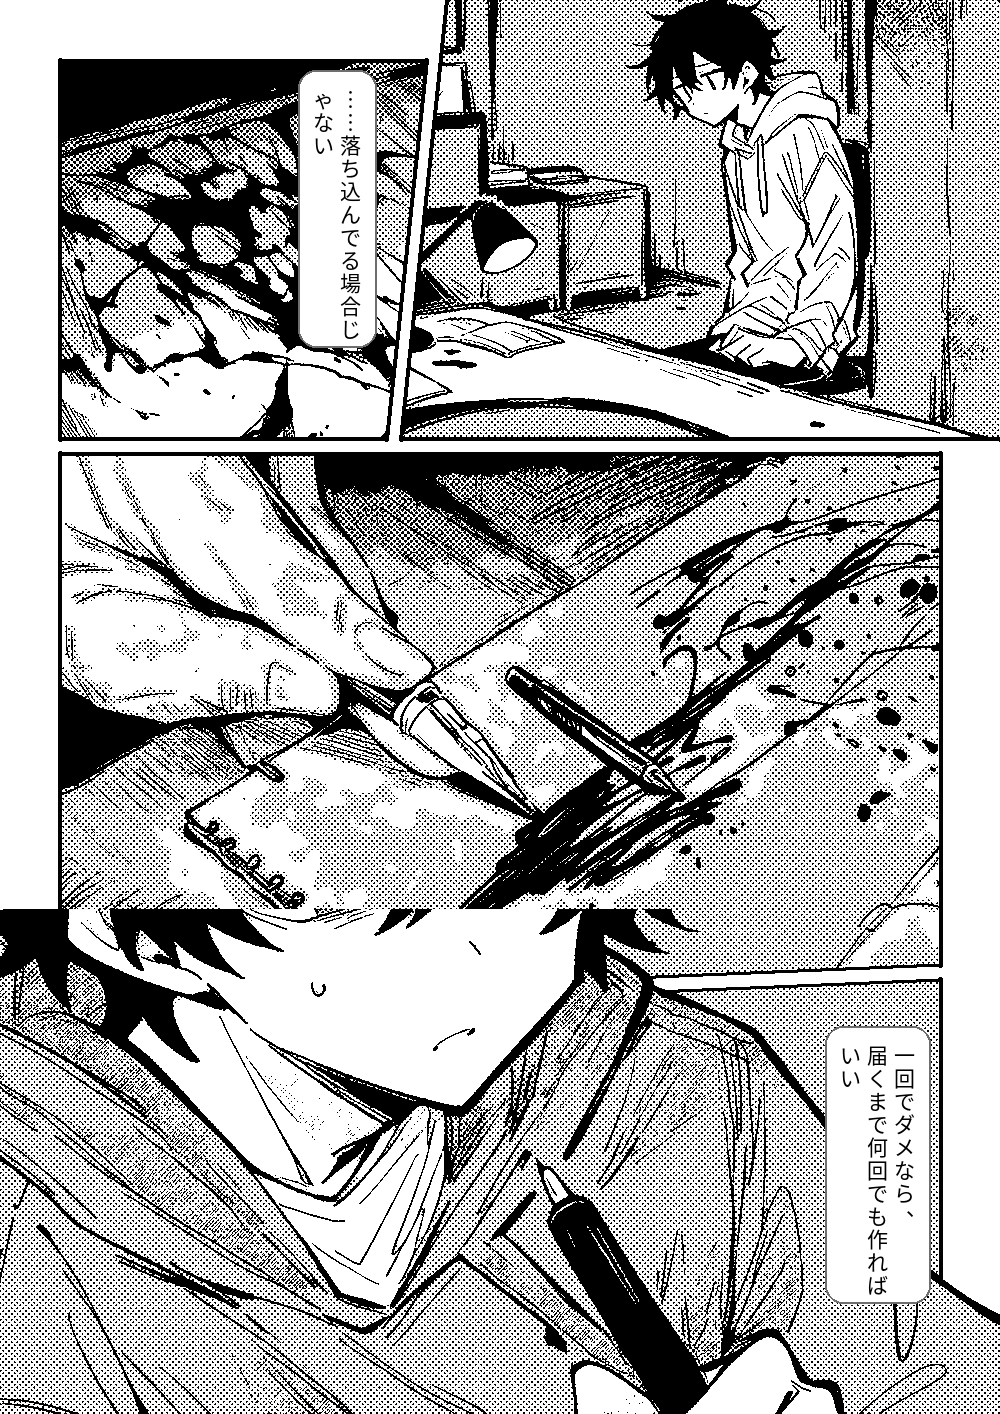 ……落ち込んでる場合じ
ゃない
一回でダメなら、
届くまで何回でも作れば
いい